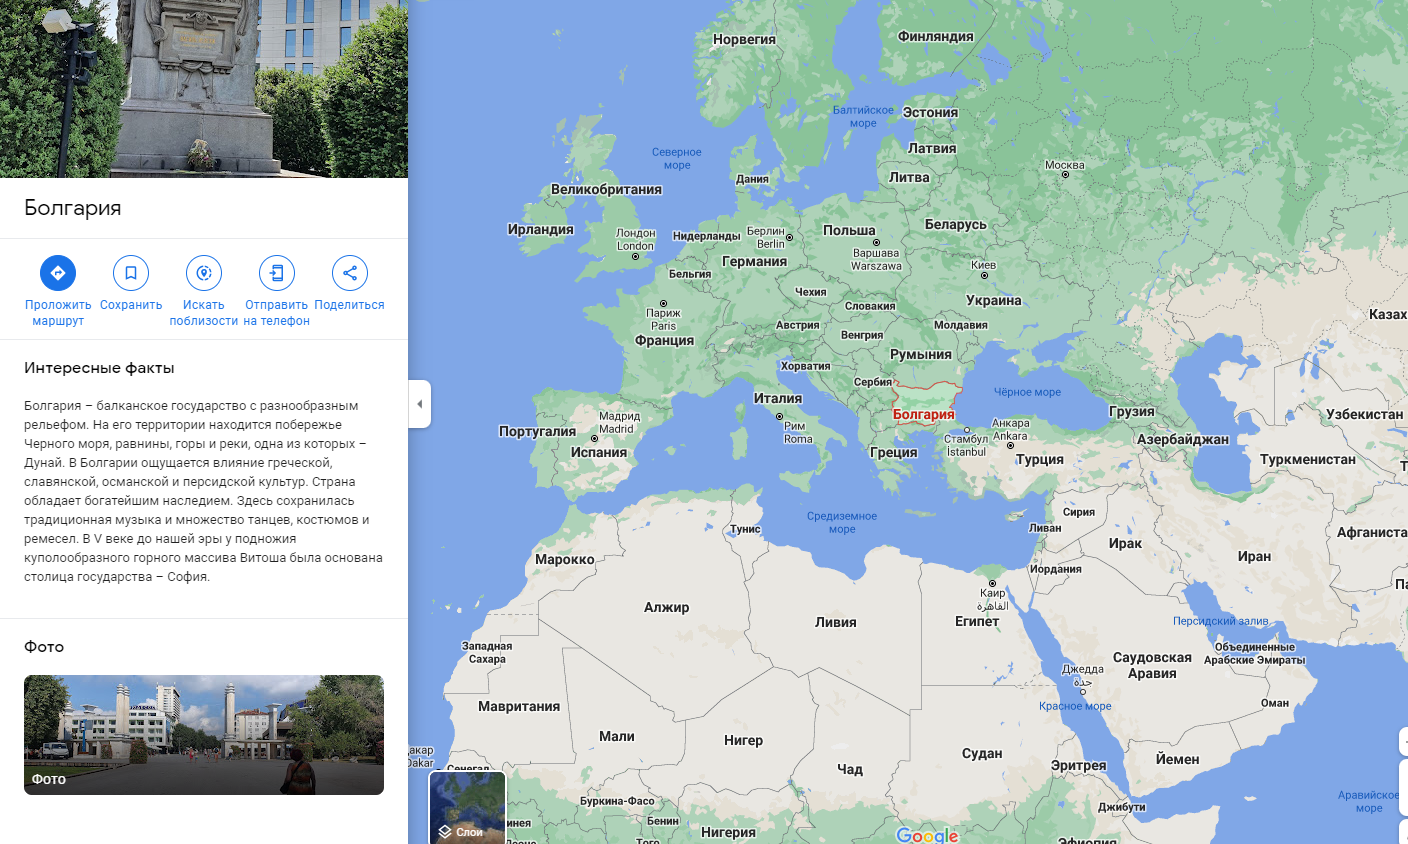 Болгария
Проложить
маршрут
Сохранить
Искать
поблизости
Отправить
на телефон
Поделиться
Интересные факты
Болгария – балканское государство с разнообразным
рельефом. На его территории находится побережье
Черного моря, равнины, горы и реки, одна из которых –
Дунай. В Болгарии ощущается влияние греческой,
славянской, османской и персидской культур. Страна
обладает богатейшим наследием. Здесь сохранилась
традиционная музыка и множество танцев, костюмов и
ремесел. В V веке до нашей эры у подножия
куполообразного горного массива Витоша была основана
столица государства – София.
Фото
Фото
Норвегия
Финляндия
Балтийское
море
Эстония
Северное
море
Латвия
Москва
Дания
Литва
Великобритания
Ирландия
Лондон
London
Нидерланды
Берлин
Berlin
Польша
Варшава
Warszawa
Беларусь
Бельгия
Германия
Киев
Чехия
Париж
Paris
Словакия
Украина
Казах
Австрия
Молдавия
Франция
Венгрия
Румыния
Хорватия
Сербия
Чёрное море
Италия
Болгария
Грузия
Узбекистан
Португалия
Мадрид
Madrid
Рим
Roma
Стамбул
İstanbul
Анкара
Ankara
Азербайджан
Испания
Греция
Турция
Туркменистан
Средиземное
море
Тунис
Сирия
Ливан
Афганиста
Марокко
Ирак
Иран
Иордания
Па
Каир
القاهرة
Алжир
Ливия
Египет
Персидский залив
Западная
Сахара
Объединенные
Арабские Эмираты
Саудовская
Аравия
Джедда
جدة
Мавритания
Красное море
Оман
Мали
Нигер
Судан
Йемен
акар
Dakar
Сенегал
Чад
Эритрея
Аравийское
море
Буркина-Фасо
Джибути
Слои
инея
Бенин
Нигерия
Того
Google
Эфиопия